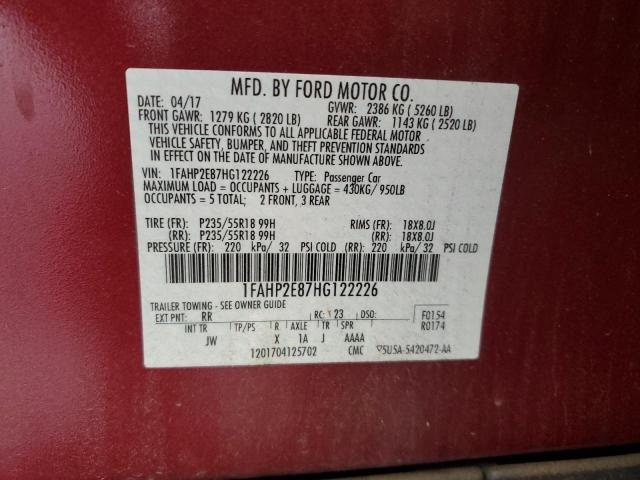 MFD. BY FORD MOTOR CO.
DATE: 04/17 GVWR: 2386 KG ( 5260 LB)
FRONT GAWR: 1279 KG ( 2820 LB) REAR GAWR: 1143 KG ( 2520 LB)
THIS VEHICLE CONFORMS TO ALL APPLICABLE FEDERAL MOTOR
VEHICLE SAFETY, BUMPER, AND THEFT PREVENTION STANDARDS
IN EFFECT ON THE DATE OF MANUFACTURE SHOWN ABOVE.
VIN: 1FAHP2E87HG122226 TYPE: Passenger Car
MAXIMUM LOAD = OCCUPANTS + LUGGAGE = 430KG/ 950LB
OCCUPANTS = 5 TOTAL; 2 FRONT, 3 REAR
TIRE (FR): P235/55R18 99H RIMS (FR): 18X8.0J
(RR): P235/55R18 99H (RR): 18X8.0J
PRESSURE (FR): 220 kPa/ 32 PSI COLD (RR): 220 kPa/ 32 PSI COLD
1FAHP2E87HG122226
TRAILER TOWING - SEE OWNER GUIDE
EXT PNT: RR RC: 23 DSO: F0154
R0174
INT TR TP/PS R AXLE TR SPR
JW X 1A J AAAA
1201704125702 CMC 5U5A-5420472-AA